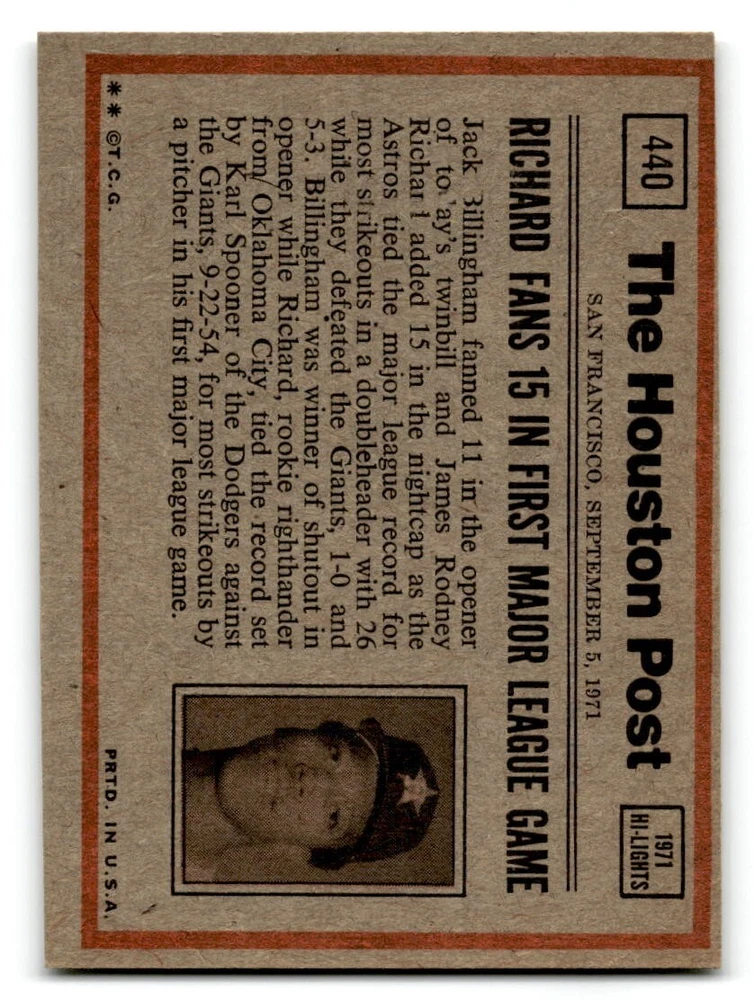 440
The Houston Post
1971
HI-LIGHTS
SAN FRANCISCO, SEPTEMBER 5, 1971
RICHARD FANS 15 IN FIRST MAJOR LEAGUE GAME
Jack Billingham fanned 11 in the opener
of today's twinbill and James Rodney
Richard added 15 in the nightcap as the
Astros tied the major league record for
most strikeouts in a doubleheader with 26
while they defeated the Giants, 1-0 and
5-3. Billingham was winner of shutout in
opener while Richard, rookie righthander
from Oklahoma City, tied the record set
by Karl Spooner of the Dodgers against
the Giants, 9-22-54, for most strikeouts by
a pitcher in his first major league game.
** ©T.C.G.
PRTD. IN U.S.A.